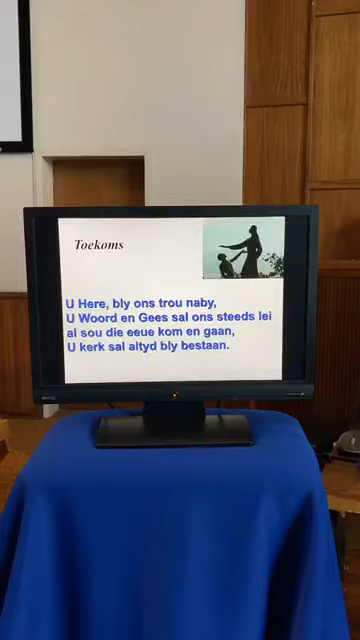 Toekoms
U Here, bly ons trou naby,
U Woord en Gees sal ons steeds lei
al sou die eeue kom en gaan,
U kerk sal altyd bly bestaan.
BENQ